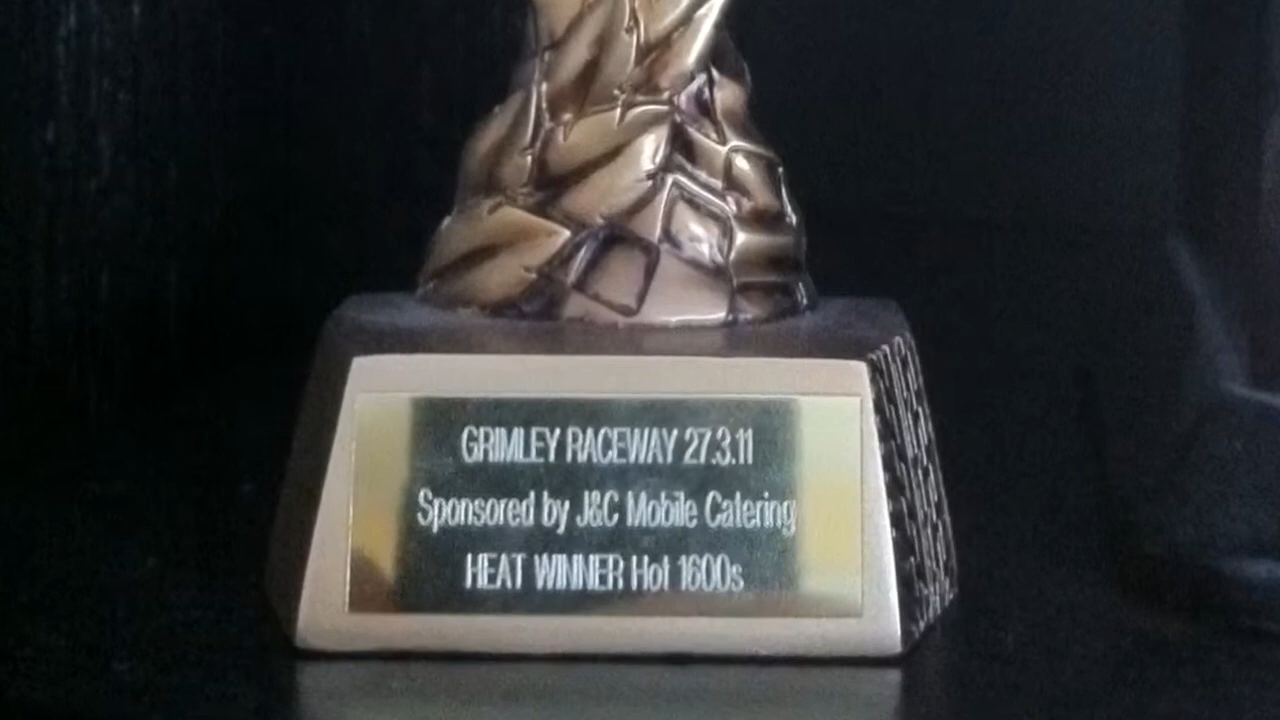 GRIMLEY RACEWAY 27.3.11
Sponsored by J&C Mobile Catering
HEAT WINNER Hot 1600s